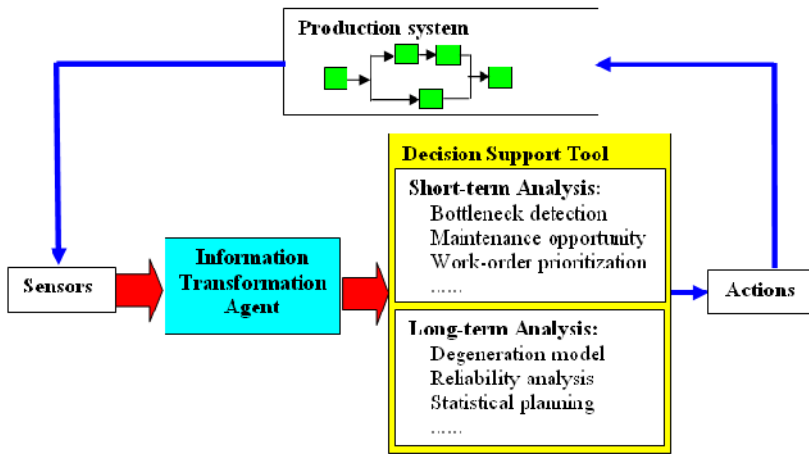 Production system
Decision Support Tool
Short-term Analysis:
Bottleneck detection
Maintenance opportunity
Work-order prioritization
......
Long-term Analysis:
Degeneration model
Reliability analysis
Statistical planning
......
Sensors
Information
Transformation
Agent
Actions